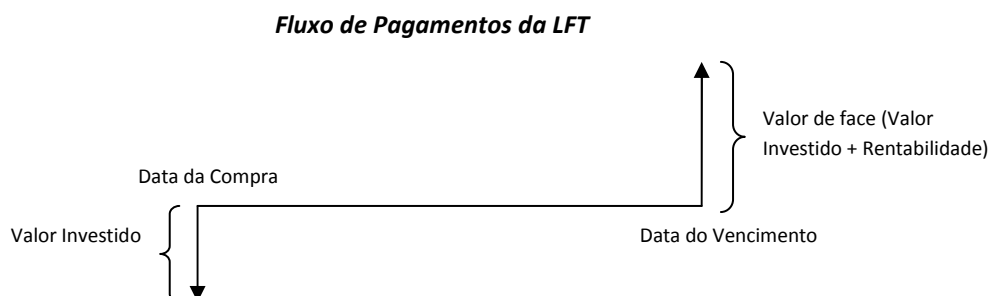 Fluxo de Pagamentos da LFT
Valor de face (Valor
Investido + Rentabilidade)
Data da Compra
Valor Investido
Data do Vencimento